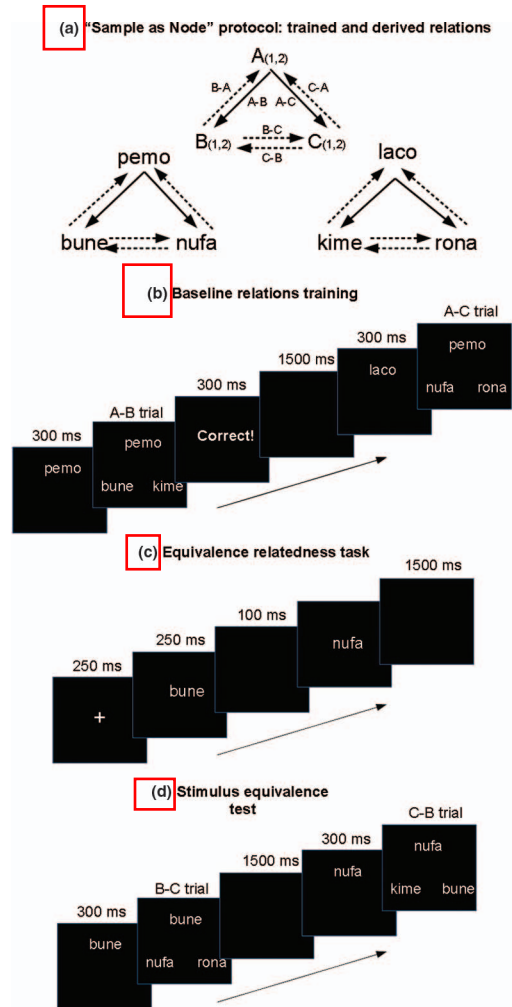 (a) "Sample as Node" protocol: trained and derived relations
A(1,2)
B-A A-B A-C C-A
B(1,2) B-C C(1,2)
C-B
pemo laco
bune nufa kime rona
(b) Baseline relations training
A-C trial
300 ms
pemo
1500 ms
laco
nufa rona
300 ms
A-B trial
Correct!
300 ms
pemo
pemo
bune kime
(c) Equivalence relatedness task
1500 ms
100 ms
250 ms
nufa
250 ms
bune
+
(d) Stimulus equivalence
test
C-B trial
300 ms
nufa
1500 ms
nufa
B-C trial
kime bune
300 ms
bune
bune
nufa rona